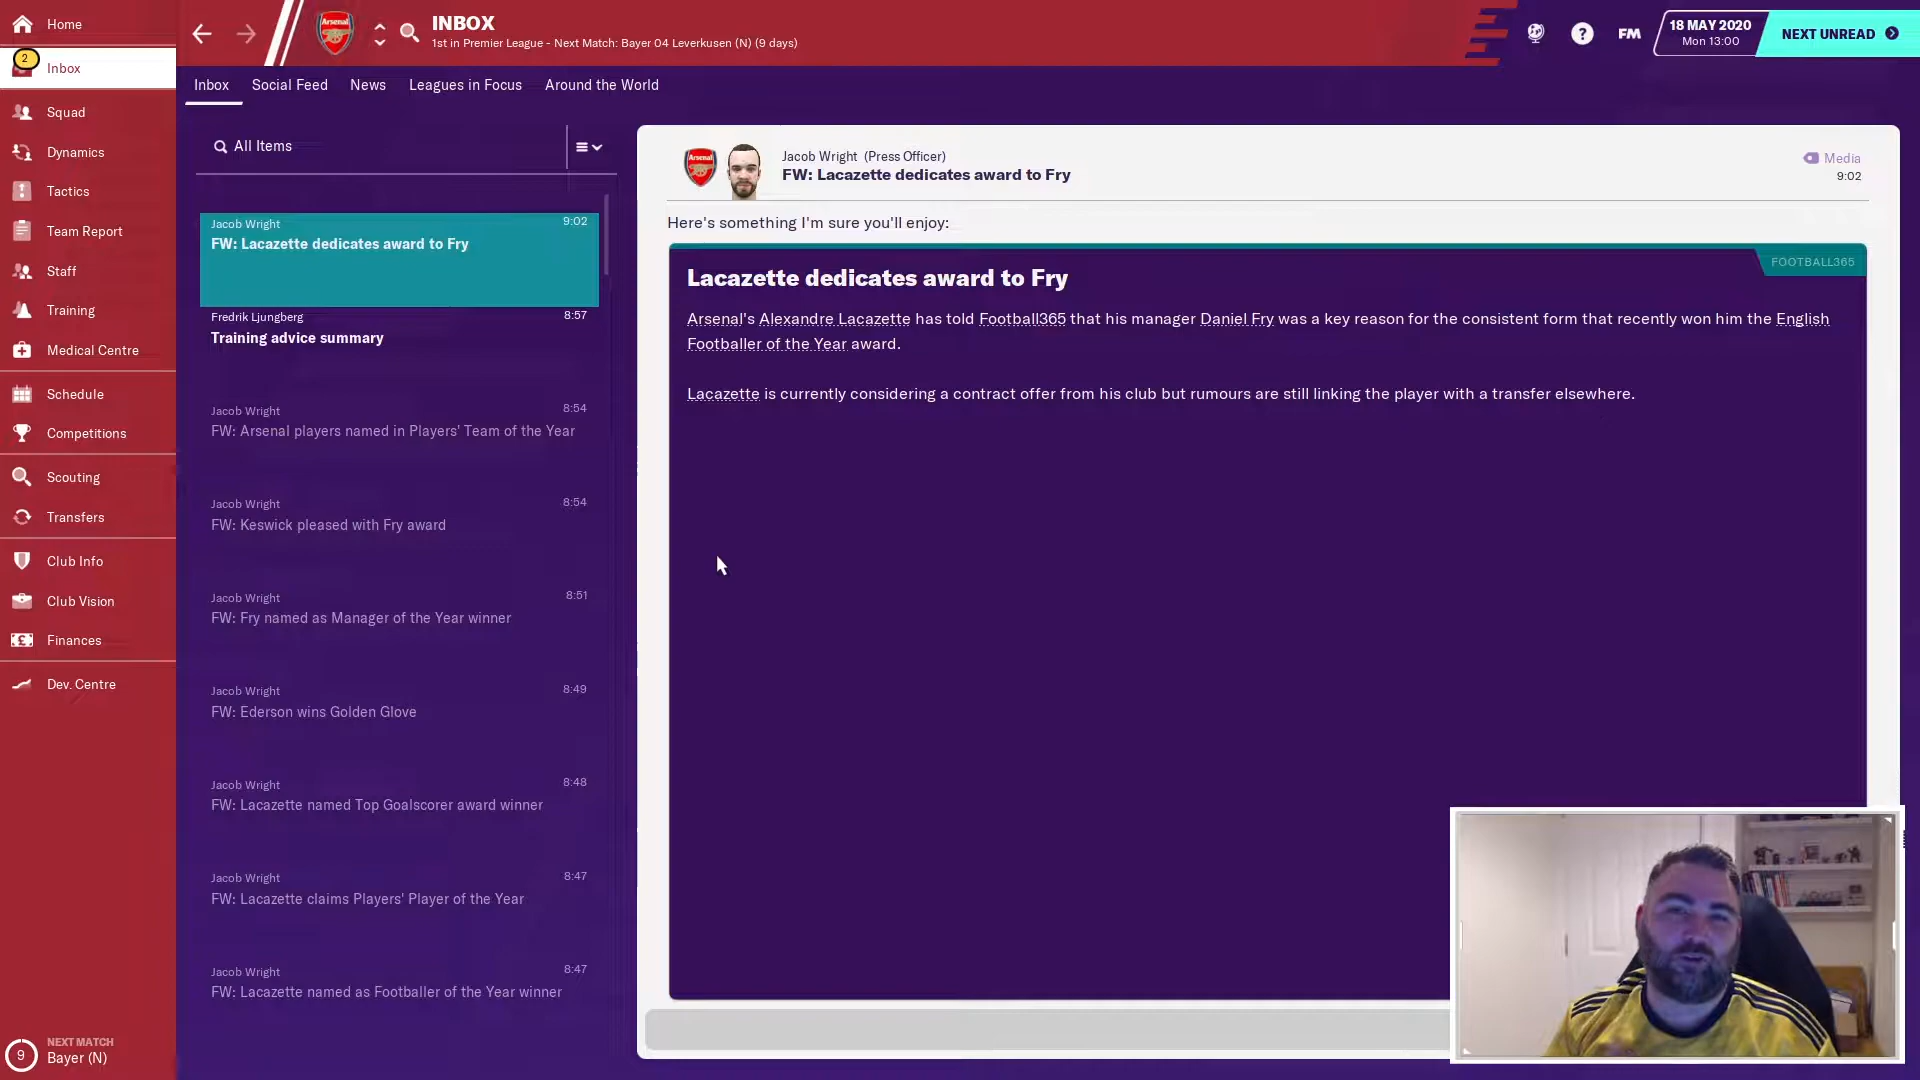 Home
2
Inbox
Squad
Dynamics
Tactics
Team Report
Staff
Training
Medical Centre
Schedule
Competitions
Scouting
Transfers
Club Info
Club Vision
Finances
Dev. Centre
9
NEXT MATCH
Bayer (N)
Arsenal
INBOX
1st in Premier League - Next Match: Bayer 04 Leverkusen (N) (9 days)
?
FM
18 MAY 2020
Mon 13:00
NEXT UNREAD
Inbox Social Feed News Leagues in Focus Around the World
All Items
Jacob Wright 9:02
FW: Lacazette dedicates award to Fry
Fredrik Ljungberg 8:57
Training advice summary
Jacob Wright 8:54
FW: Arsenal players named in Players' Team of the Year
Jacob Wright 8:54
FW: Keswick pleased with Fry award
Jacob Wright 8:51
FW: Fry named as Manager of the Year winner
Jacob Wright 8:49
FW: Ederson wins Golden Glove
Jacob Wright 8:48
FW: Lacazette named Top Goalscorer award winner
Jacob Wright 8:47
FW: Lacazette claims Players' Player of the Year
Jacob Wright 8:47
FW: Lacazette named as Footballer of the Year winner
Arsenal
Jacob Wright (Press Officer)
FW: Lacazette dedicates award to Fry
Media
9:02
Here's something I'm sure you'll enjoy:
FOOTBALL365
Lacazette dedicates award to Fry
Arsenal's Alexandre Lacazette has told Football365 that his manager Daniel Fry was a key reason for the consistent form that recently won him the English
Footballer of the Year award.
Lacazette is currently considering a contract offer from his club but rumours are still linking the player with a transfer elsewhere.